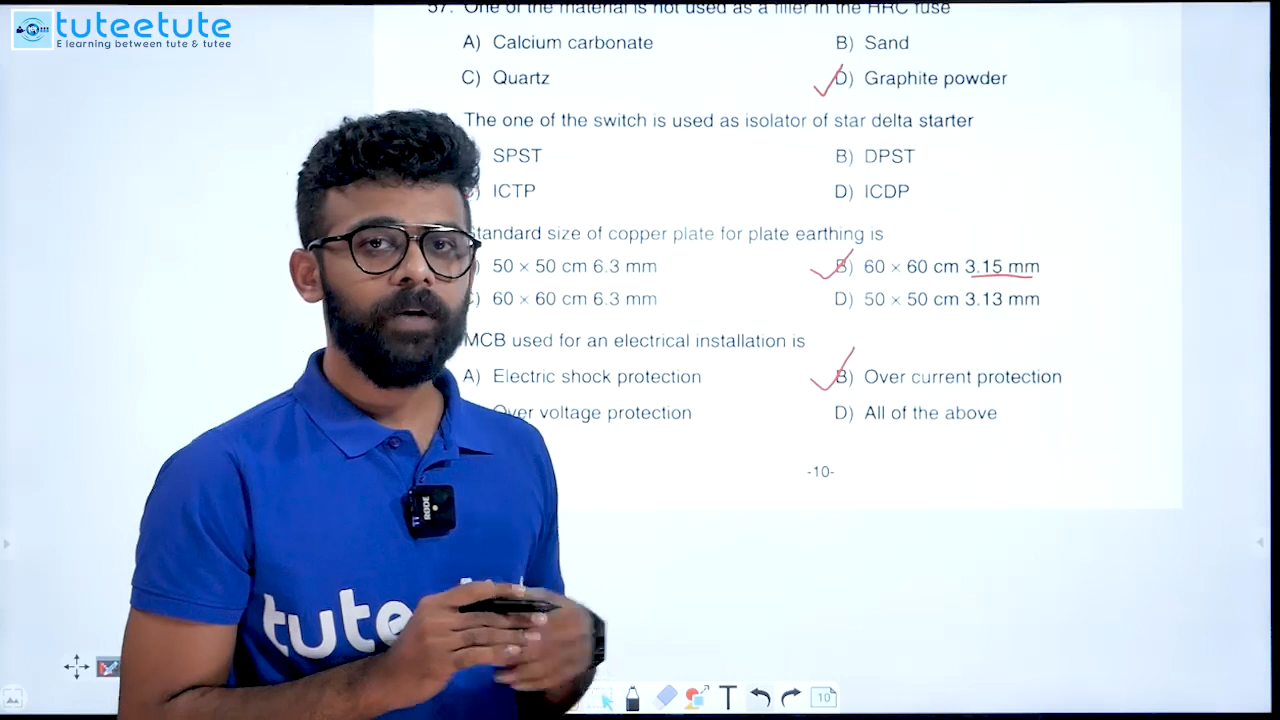 tuteetute
E learning between tute & tutee
57. One of the material is not used as a filler in the HRC fuse
A) Calcium carbonate B) Sand
C) Quartz D) Graphite powder
The one of the switch is used as isolator of star delta starter
SPST B) DPST
ICTP D) ICDP
Standard size of copper plate for plate earthing is
50 × 50 cm 6.3 mm B) 60 × 60 cm 3.15 mm
60 × 60 cm 6.3 mm D) 50 × 50 cm 3.13 mm
MCB used for an electrical installation is
A) Electric shock protection B) Over current protection
Over voltage protection D) All of the above
-10-
RODE
tute
T 10